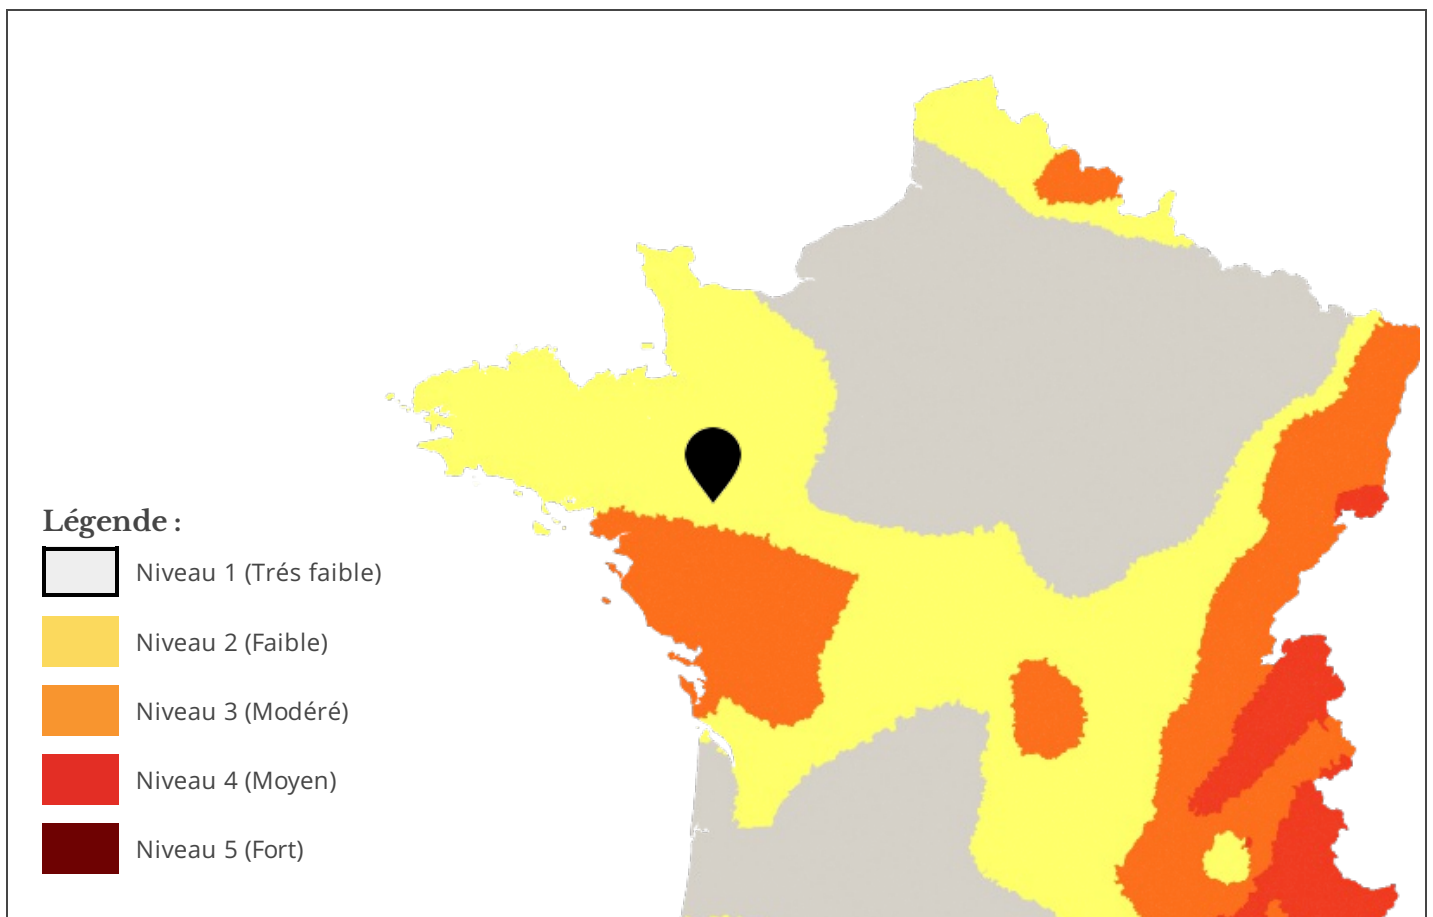 Légende :
Niveau 1 (Trés faible)
Niveau 2 (Faible)
Niveau 3 (Modéré)
Niveau 4 (Moyen)
Niveau 5 (Fort)